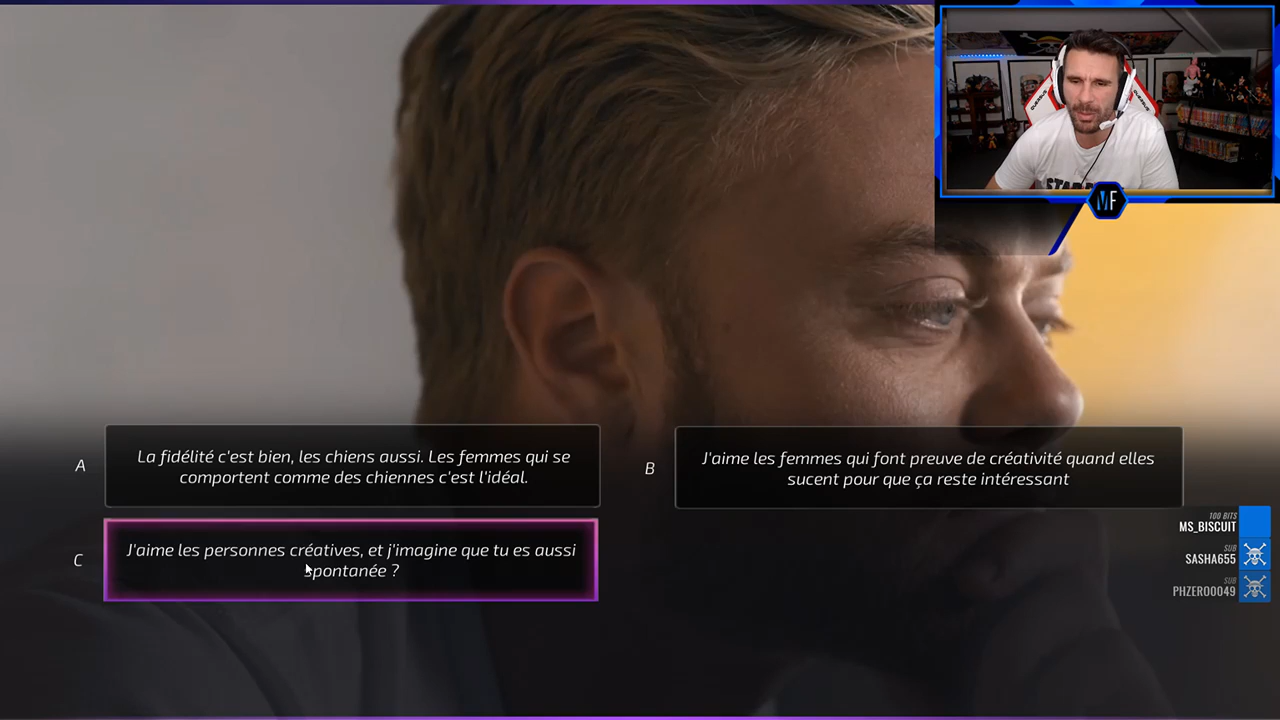 MF
A
La fidélité c'est bien, les chiens aussi. Les femmes qui se
comportent comme des chiennes c'est l'idéal.
B
J'aime les femmes qui font preuve de créativité quand elles
sucent pour que ça reste intéressant
C
J'aime les personnes créatives, et j'imagine que tu es aussi
spontanée ?
100 BITS
MS_BISCUIT
SUB
SASHA655
SUB
PHZERO0049